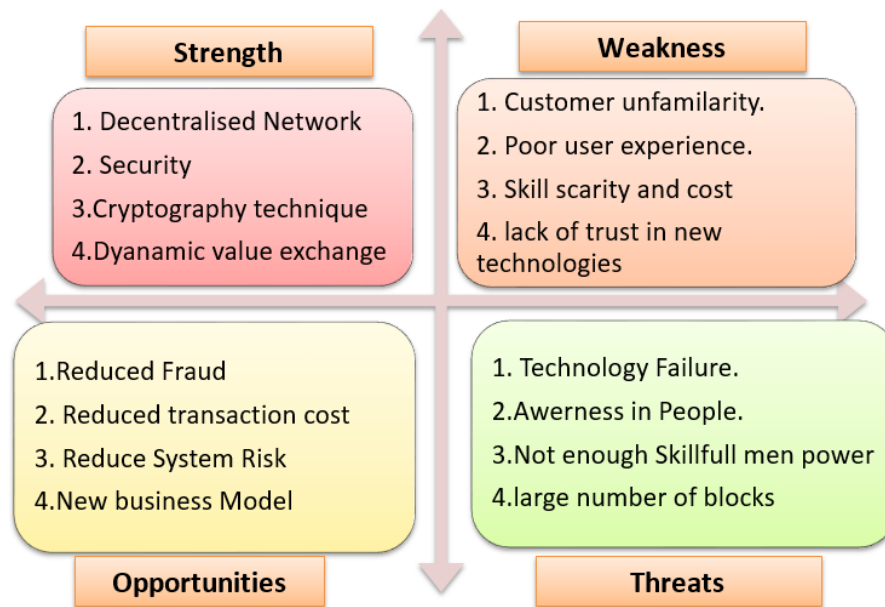 Strength
1. Decentralised Network
2. Security
3.Cryptography technique
4.Dyanamic value exchange
Weakness
1. Customer unfamilarity.
2. Poor user experience.
3. Skill scarity and cost
4. lack of trust in new
technologies
1.Reduced Fraud
2. Reduced transaction cost
3. Reduce System Risk
4.New business Model
Opportunities
1. Technology Failure.
2.Awerness in People.
3.Not enough Skillfull men power
4.large number of blocks
Threats